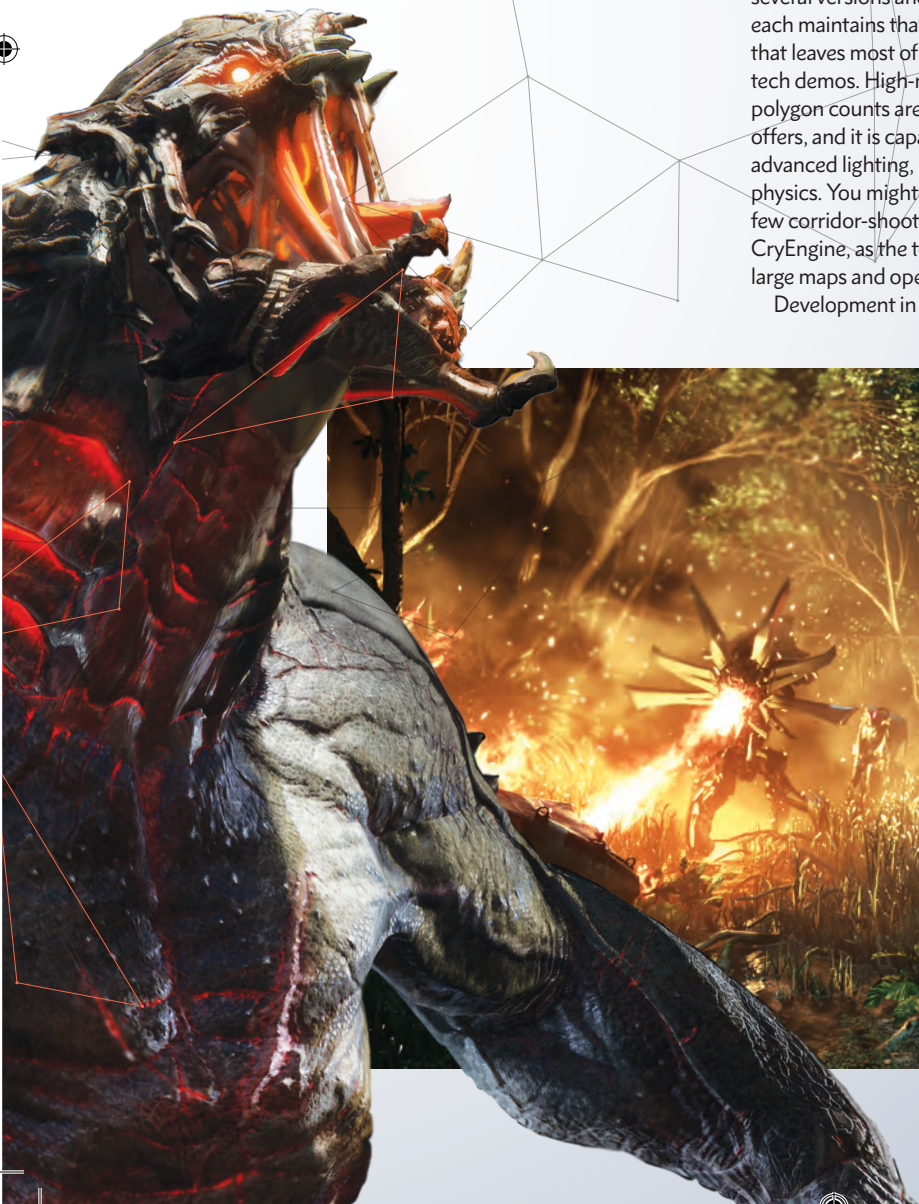 several versions and
each maintains tha
that leaves most of
tech demos. High-r
polygon counts are
offers, and it is capa
advanced lighting,
physics. You might
few corridor-shoot
CryEngine, as the t
large maps and ope
Development in